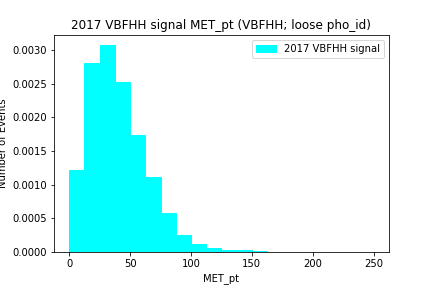 2017 VBFHH signal MET_pt (VBFHH; loose pho_id)
2017 VBFHH signal
Number of Events
0.0030
0.0025
0.0020
0.0015
0.0010
0.0005
0.0000
0 50 100 150 200 250
MET_pt